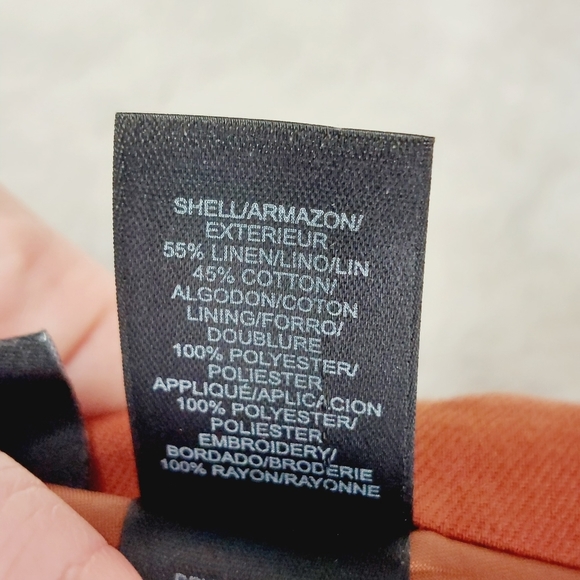 SHELL/ARMAZON/
EXTERIEUR
55% LINEN/LINO/LIN
45% COTTON/
ALGODON/COTON
LINING/FORRO/
DOUBLURE
100% POLYESTER/
POLIESTER
APPLIQUÉ/APLICACION
100% POLYESTER/
POLIESTER
EMBROIDERY/
BORDADO/BRODERIE
100% RAYON/RAYONNE